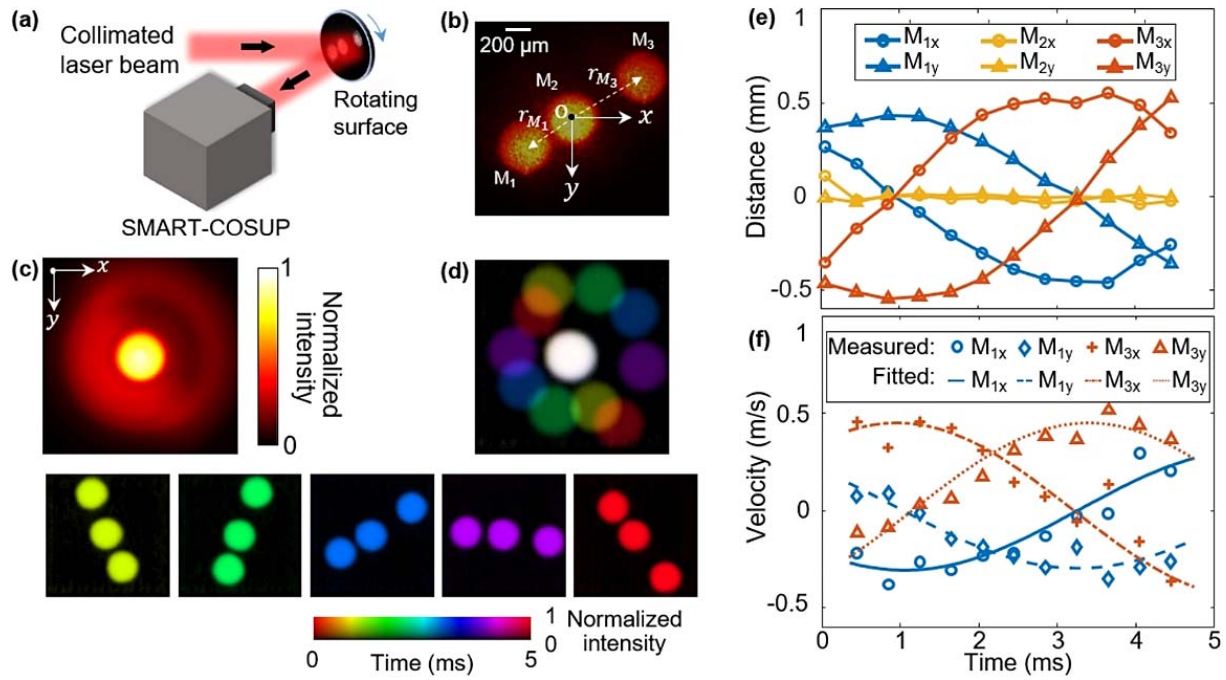 (a)
Collimated
laser beam
Rotating
surface
SMART-COSUP
(b)
200 μm
M3
M2
rM3
O
x
rM1
M1
y
(c)
x
y
1
Normalized
intensity
0
(d)
1
0
Normalized
intensity
0
5
Time (ms)
(e)
M1x M2x M3x
M1y M2y M3y
1
0.5
0
-0.5
Distance (mm)
(f)
Measured: M1x M1y M3x M3y
Fitted: M1x M1y M3x M3y
1
0.5
0
-0.5
Velocity (m/s)
0 1 2 3 4 5
Time (ms)